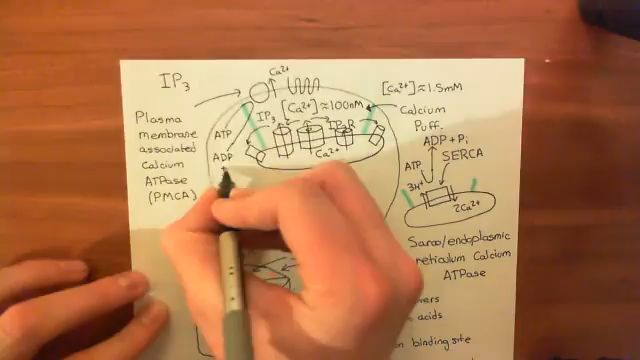 IP₃
Plasma
membrane
associated
Calcium
ATPase
(PMCA)
Ca²⁺
[Ca²⁺]≈1.5mM
IP₃ [Ca²⁺]≈100nM
IP₃R
Ca²⁺
ATP
ADP
Calcium
Puff.
ADP + Pi
ATP
SERCA
3H⁺
2Ca²⁺
Sarco/endoplasmic
reticulum Calcium
ATPase
acids
binding site